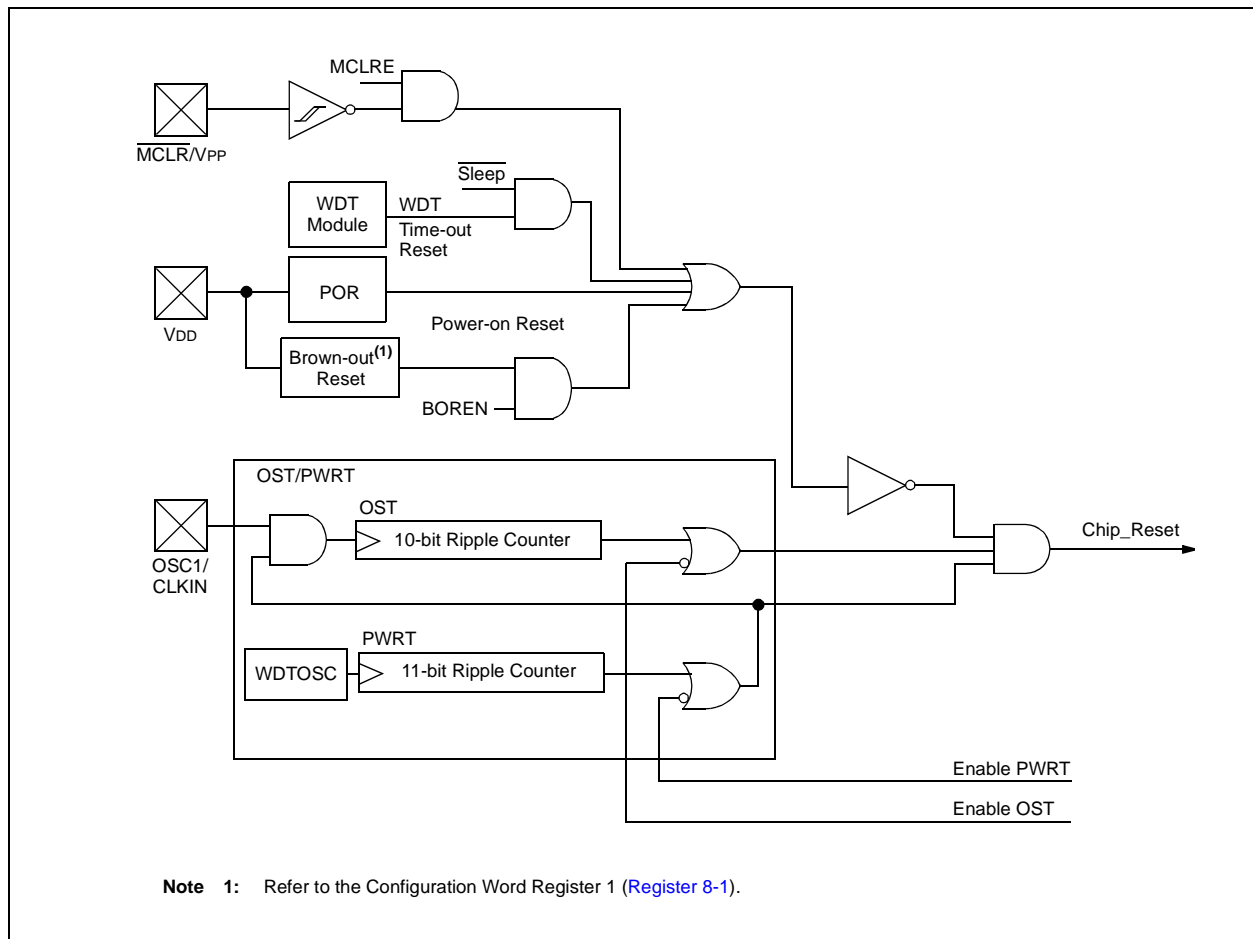 MCLRE
MCLR/VPP
Sleep
WDT
Module
WDT
Time-out
Reset
POR
VDD
Power-on Reset
Brown-out(1)
Reset
BOREN
OST/PWRT
OST
10-bit Ripple Counter
Chip_Reset
OSC1/
CLKIN
PWRT
WDTOSC
11-bit Ripple Counter
Enable PWRT
Enable OST
Note 1: Refer to the Configuration Word Register 1 (Register 8-1).